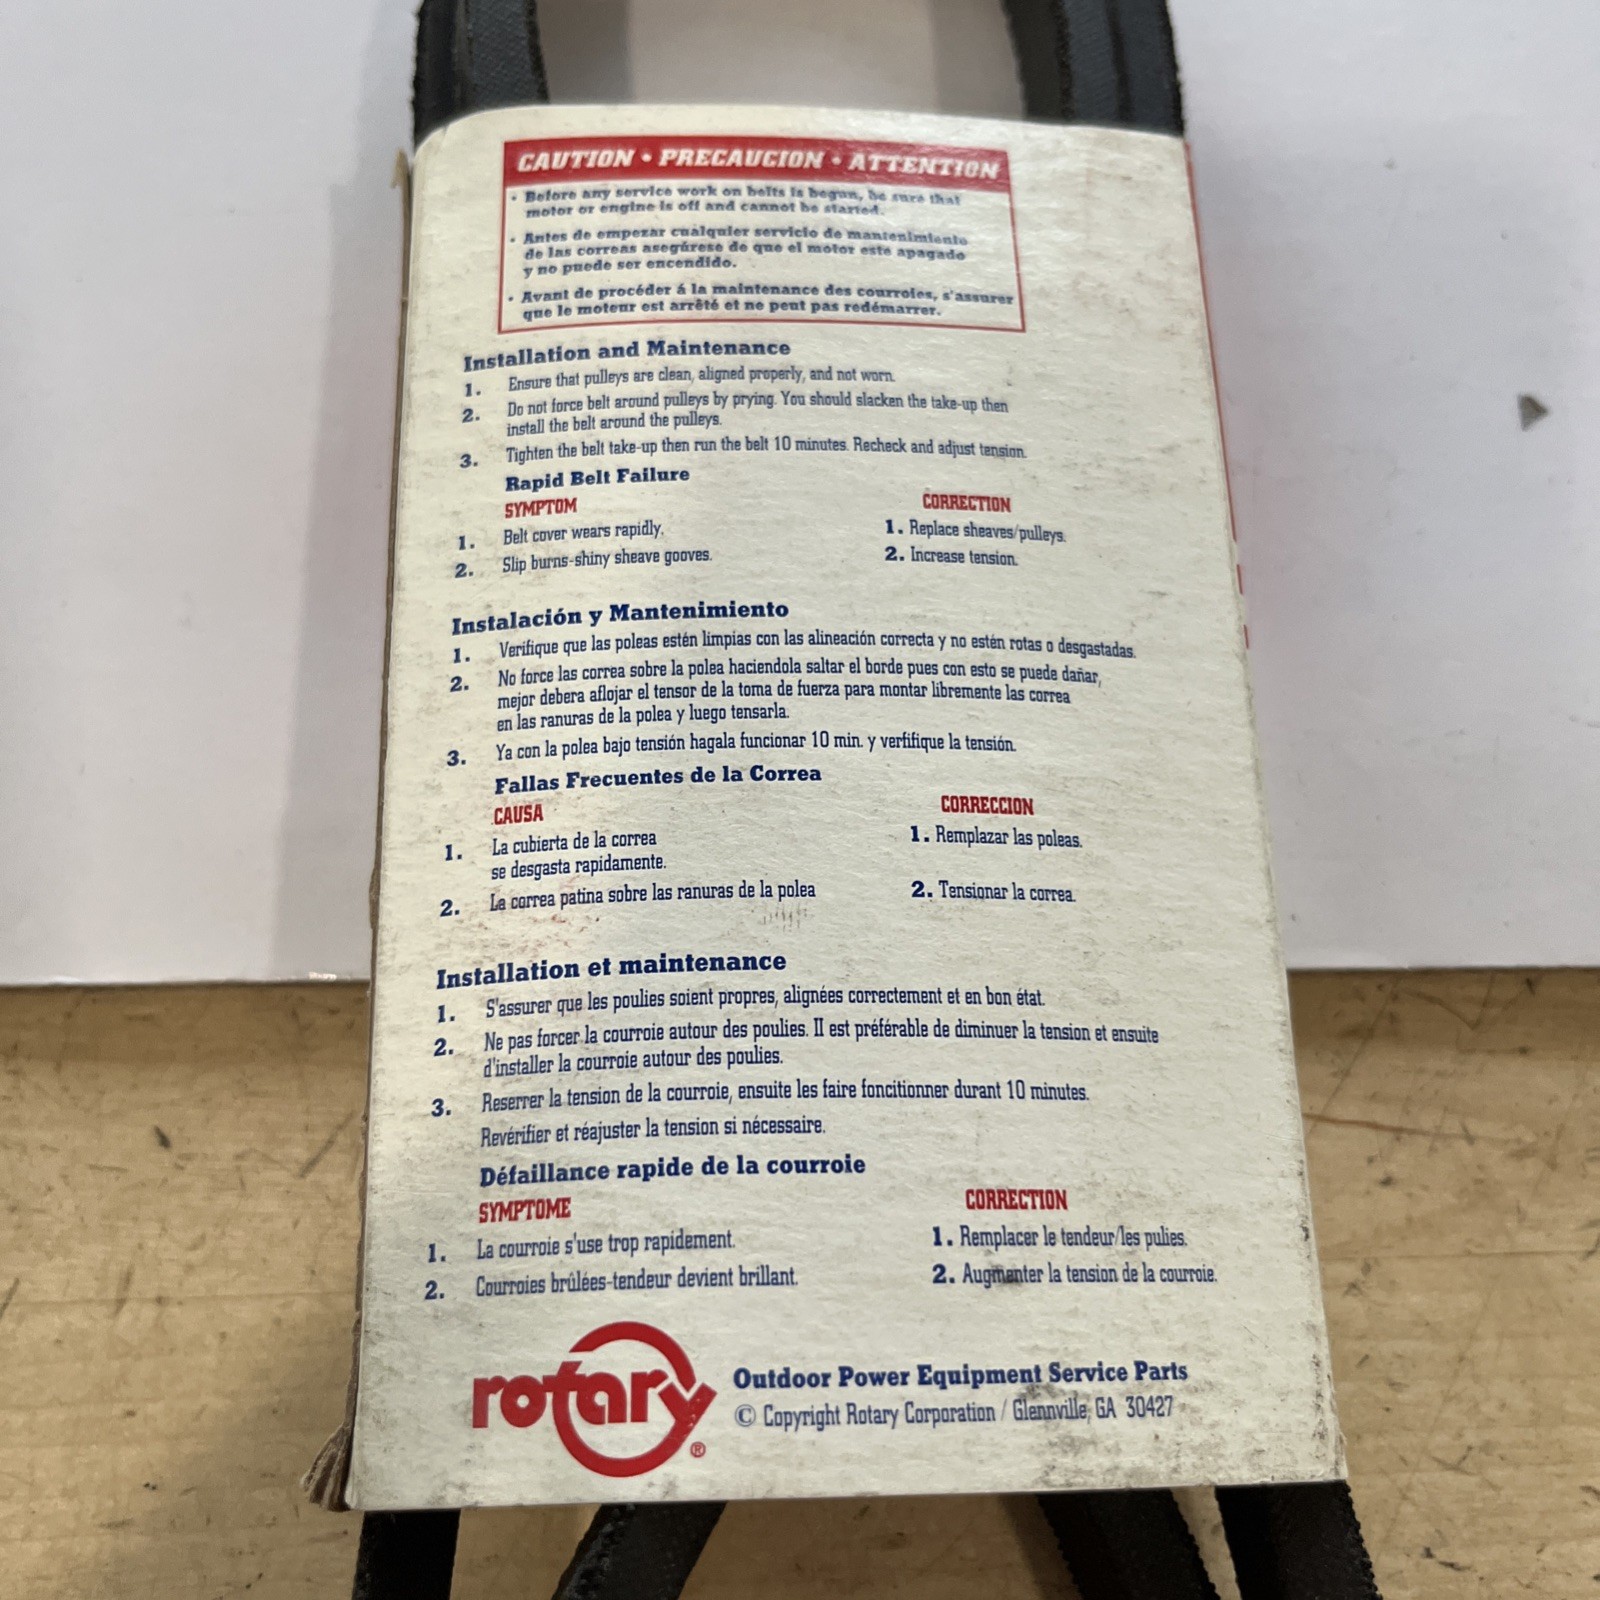 CAUTION • PRECAUCION • ATTENTION
• Before any service work on belts is begun, be sure that
motor or engine is off and cannot be started.
• Antes de empezar cualquier servicio de mantenimiento
de las correas asegúrese de que el motor este apagado
y no puede ser encendido.
• Avant de procéder á la maintenance des courroies, s'assurer
que le moteur est arrêté et ne peut pas redémarrer.
Installation and Maintenance
1. Ensure that pulleys are clean, aligned properly, and not worn.
2. Do not force belt around pulleys by prying. You should slacken the take-up then
install the belt around the pulleys.
3. Tighten the belt take-up then run the belt 10 minutes. Recheck and adjust tension.
Rapid Belt Failure
SYMPTOM CORRECTION
1. Belt cover wears rapidly. 1. Replace sheaves/pulleys.
2. Slip burns-shiny sheave gooves. 2. Increase tension.
Instalación y Mantenimiento
1. Verifique que las poleas estén limpias con las alineación correcta y no estén rotas o desgastadas.
2. No force las correa sobre la polea haciendola saltar el borde pues con esto se puede dañar,
mejor debera aflojar el tensor de la toma de fuerza para montar libremente las correa
en las ranuras de la polea y luego tensarla.
3. Ya con la polea bajo tensión hagala funcionar 10 min. y verfifique la tensión.
Fallas Frecuentes de la Correa
CAUSA CORRECCION
1. La cubierta de la correa 1. Remplazar las poleas.
se desgasta rapidamente.
2. La correa patina sobre las ranuras de la polea 2. Tensionar la correa.
Installation et maintenance
1. S'assurer que les poulies soient propres, alignées correctement et en bon état.
2. Ne pas forcer la courroie autour des poulies. II est préférable de diminuer la tension et ensuite
d'installer la courroie autour des poulies.
3. Reserrer la tension de la courroie, ensuite les faire foncitionner durant 10 minutes.
Revérifier et réajuster la tension si nécessaire.
Défaillance rapide de la courroie
SYMPTOME CORRECTION
1. La courroie s'use trop rapidement. 1. Remplacer le tendeur/les pulies.
2. Courroies brûlées-tendeur devient brillant. 2. Augmenter la tension de la courroie.
rotary ®
Outdoor Power Equipment Service Parts
© Copyright Rotary Corporation / Glennville, GA 30427